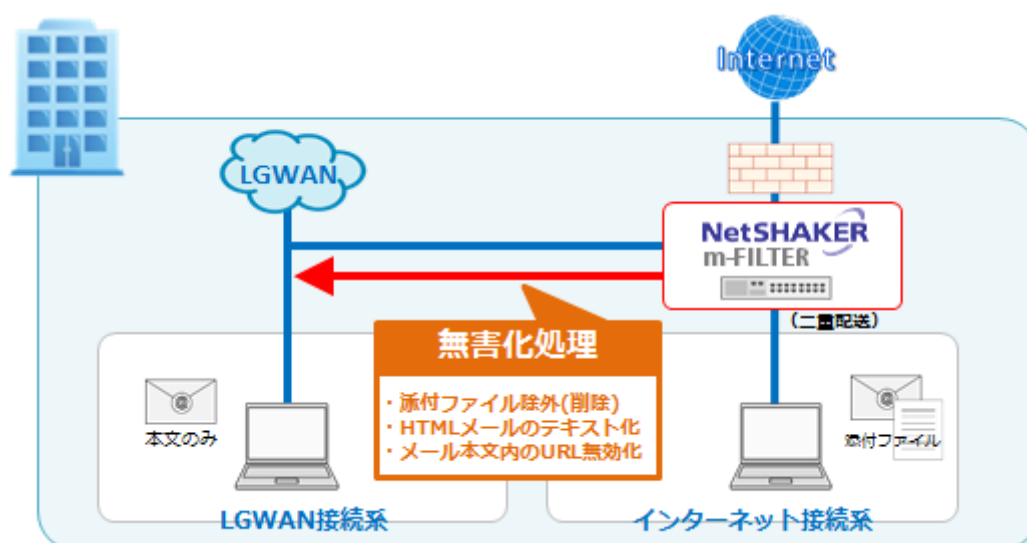 Internet
LGWAN
NetSHAKER
m-FILTER
(二重配送)
無害化処理
・添付ファイル除外(削除)
・HTMLメールのテキスト化
・メール本文内のURL無効化
本文のみ
添付ファイル
LGWAN接続系
インターネット接続系